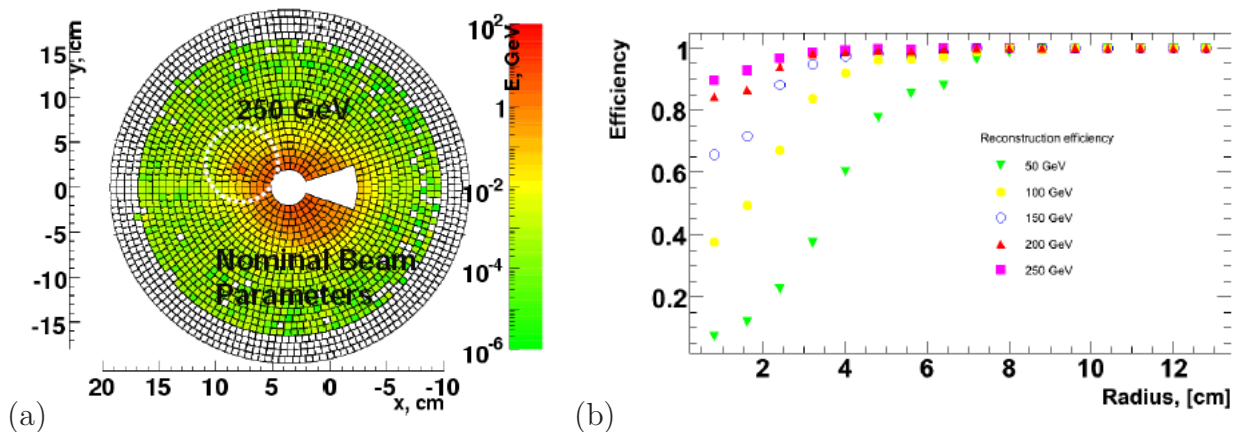 y, cm
15
10
5
0
-5
-10
-15
20 15 10 5 0 -5 -10
x, cm
250 GeV
Nominal Beam
Parameters
E, GeV
10^2
1
10^-2
10^-4
10^-6
(a)
Efficiency
1
0.8
0.6
0.4
0.2
2 4 6 8 10 12
Radius, [cm]
Reconstruction efficiency
50 GeV
100 GeV
150 GeV
200 GeV
250 GeV
(b)